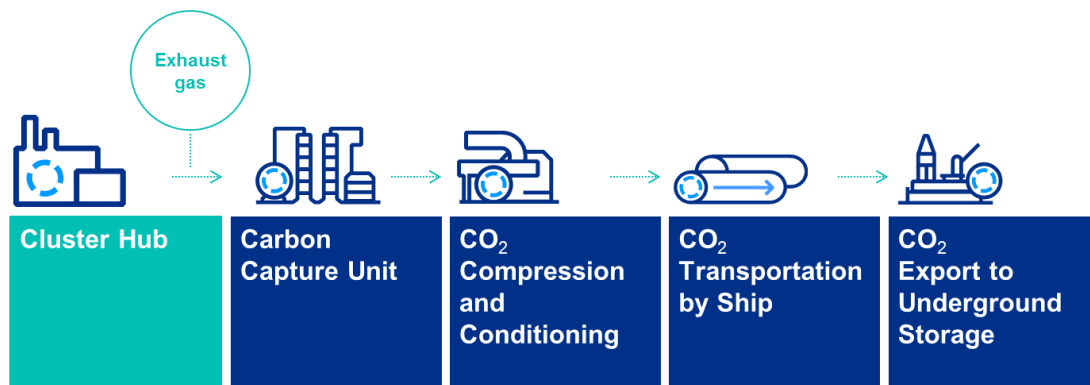 Exhaust
gas
Cluster Hub
Carbon
Capture Unit
CO₂
Compression
and
Conditioning
CO₂
Transportation
by Ship
CO₂
Export to
Underground
Storage